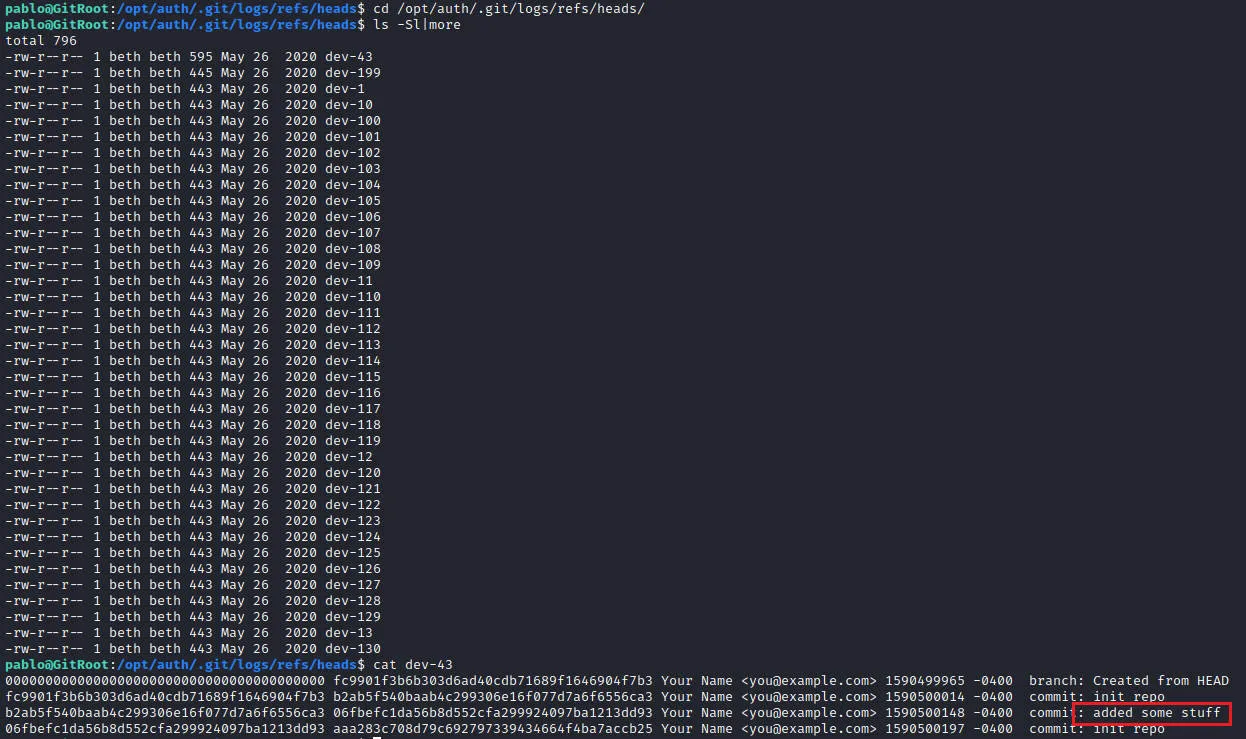 pablo@GitRoot:/opt/auth/.git/logs/refs/heads$ cd /opt/auth/.git/logs/refs/heads/
pablo@GitRoot:/opt/auth/.git/logs/refs/heads$ ls -Sl|more
total 796
-rw-r--r-- 1 beth beth 595 May 26  2020 dev-43
-rw-r--r-- 1 beth beth 445 May 26  2020 dev-199
-rw-r--r-- 1 beth beth 443 May 26  2020 dev-1
-rw-r--r-- 1 beth beth 443 May 26  2020 dev-10
-rw-r--r-- 1 beth beth 443 May 26  2020 dev-100
-rw-r--r-- 1 beth beth 443 May 26  2020 dev-101
-rw-r--r-- 1 beth beth 443 May 26  2020 dev-102
-rw-r--r-- 1 beth beth 443 May 26  2020 dev-103
-rw-r--r-- 1 beth beth 443 May 26  2020 dev-104
-rw-r--r-- 1 beth beth 443 May 26  2020 dev-105
-rw-r--r-- 1 beth beth 443 May 26  2020 dev-106
-rw-r--r-- 1 beth beth 443 May 26  2020 dev-107
-rw-r--r-- 1 beth beth 443 May 26  2020 dev-108
-rw-r--r-- 1 beth beth 443 May 26  2020 dev-109
-rw-r--r-- 1 beth beth 443 May 26  2020 dev-11
-rw-r--r-- 1 beth beth 443 May 26  2020 dev-110
-rw-r--r-- 1 beth beth 443 May 26  2020 dev-111
-rw-r--r-- 1 beth beth 443 May 26  2020 dev-112
-rw-r--r-- 1 beth beth 443 May 26  2020 dev-113
-rw-r--r-- 1 beth beth 443 May 26  2020 dev-114
-rw-r--r-- 1 beth beth 443 May 26  2020 dev-115
-rw-r--r-- 1 beth beth 443 May 26  2020 dev-116
-rw-r--r-- 1 beth beth 443 May 26  2020 dev-117
-rw-r--r-- 1 beth beth 443 May 26  2020 dev-118
-rw-r--r-- 1 beth beth 443 May 26  2020 dev-119
-rw-r--r-- 1 beth beth 443 May 26  2020 dev-12
-rw-r--r-- 1 beth beth 443 May 26  2020 dev-120
-rw-r--r-- 1 beth beth 443 May 26  2020 dev-121
-rw-r--r-- 1 beth beth 443 May 26  2020 dev-122
-rw-r--r-- 1 beth beth 443 May 26  2020 dev-123
-rw-r--r-- 1 beth beth 443 May 26  2020 dev-124
-rw-r--r-- 1 beth beth 443 May 26  2020 dev-125
-rw-r--r-- 1 beth beth 443 May 26  2020 dev-126
-rw-r--r-- 1 beth beth 443 May 26  2020 dev-127
-rw-r--r-- 1 beth beth 443 May 26  2020 dev-128
-rw-r--r-- 1 beth beth 443 May 26  2020 dev-129
-rw-r--r-- 1 beth beth 443 May 26  2020 dev-13
-rw-r--r-- 1 beth beth 443 May 26  2020 dev-130
pablo@GitRoot:/opt/auth/.git/logs/refs/heads$ cat dev-43
0000000000000000000000000000000000000000 fc9901f3b6b303d6ad40cdb71689f1646904f7b3 Your Name <you@example.com> 1590499965 -0400  branch: Created from HEAD
fc9901f3b6b303d6ad40cdb71689f1646904f7b3 b2ab5f540baab4c299306e16f077d7a6f6556ca3 Your Name <you@example.com> 1590500014 -0400  commit: init repo
b2ab5f540baab4c299306e16f077d7a6f6556ca3 06fbefc1da56b8d552cfa299924097ba1213dd93 Your Name <you@example.com> 1590500148 -0400  commit: added some stuff
06fbefc1da56b8d552cfa299924097ba1213dd93 aaa283c708d79c692797339434664f4ba7accb25 Your Name <you@example.com> 1590500197 -0400  commit: init repo